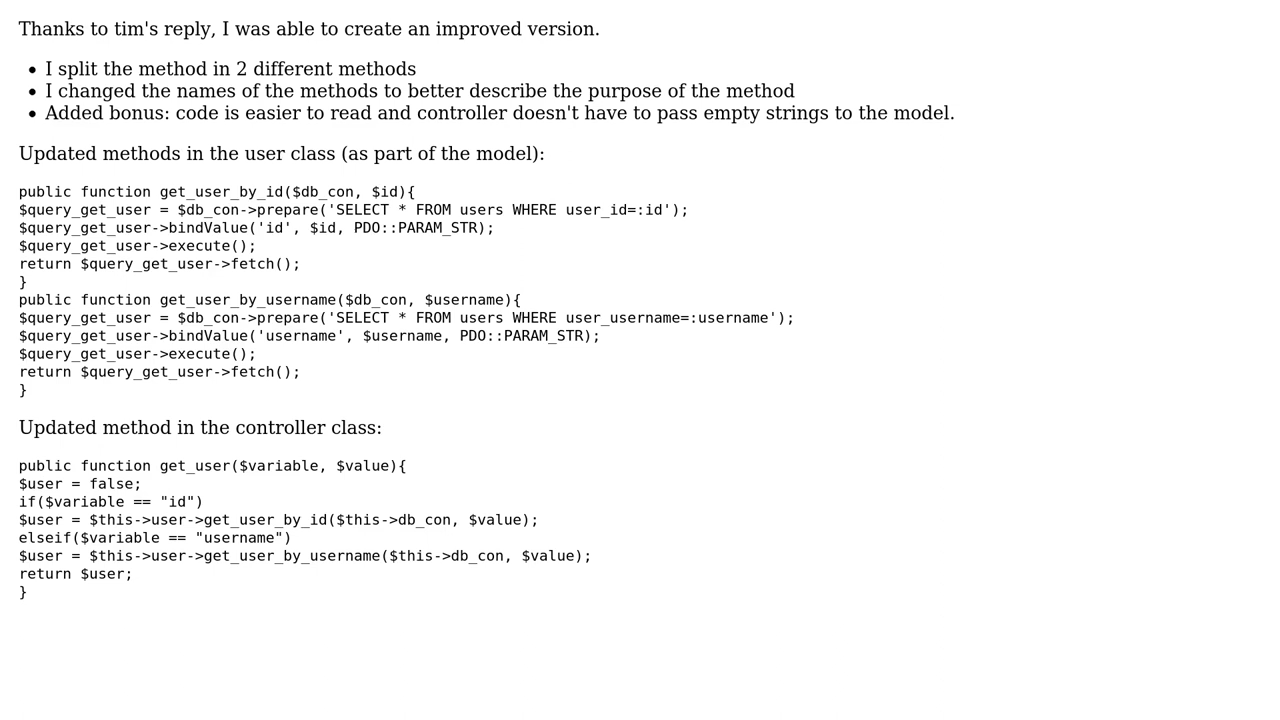 Thanks to tim's reply, I was able to create an improved version.
• I split the method in 2 different methods
• I changed the names of the methods to better describe the purpose of the method
• Added bonus: code is easier to read and controller doesn't have to pass empty strings to the model.
Updated methods in the user class (as part of the model):
public function get_user_by_id($db_con, $id){
$query_get_user = $db_con->prepare('SELECT * FROM users WHERE user_id=:id');
$query_get_user->bindValue('id', $id, PDO::PARAM_STR);
$query_get_user->execute();
return $query_get_user->fetch();
}
public function get_user_by_username($db_con, $username){
$query_get_user = $db_con->prepare('SELECT * FROM users WHERE user_username=:username');
$query_get_user->bindValue('username', $username, PDO::PARAM_STR);
$query_get_user->execute();
return $query_get_user->fetch();
}
Updated method in the controller class:
public function get_user($variable, $value){
$user = false;
if($variable == "id")
$user = $this->user->get_user_by_id($this->db_con, $value);
elseif($variable == "username")
$user = $this->user->get_user_by_username($this->db_con, $value);
return $user;
}